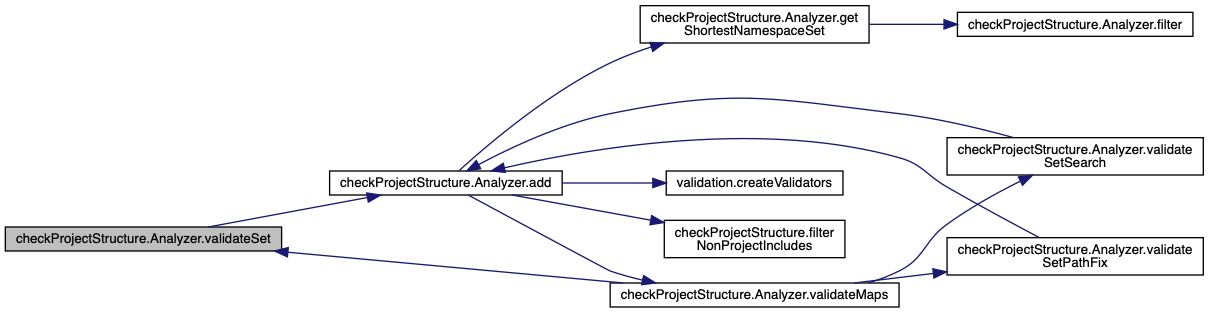 checkProjectStructure.Analyzer.get
ShortestNamespaceSet
checkProjectStructure.Analyzer.filter
checkProjectStructure.Analyzer.validate
SetSearch
checkProjectStructure.Analyzer.add
validation.createValidators
checkProjectStructure.filter
NonProjectIncludes
checkProjectStructure.Analyzer.validateSet
checkProjectStructure.Analyzer.validate
SetPathFix
checkProjectStructure.Analyzer.validateMaps